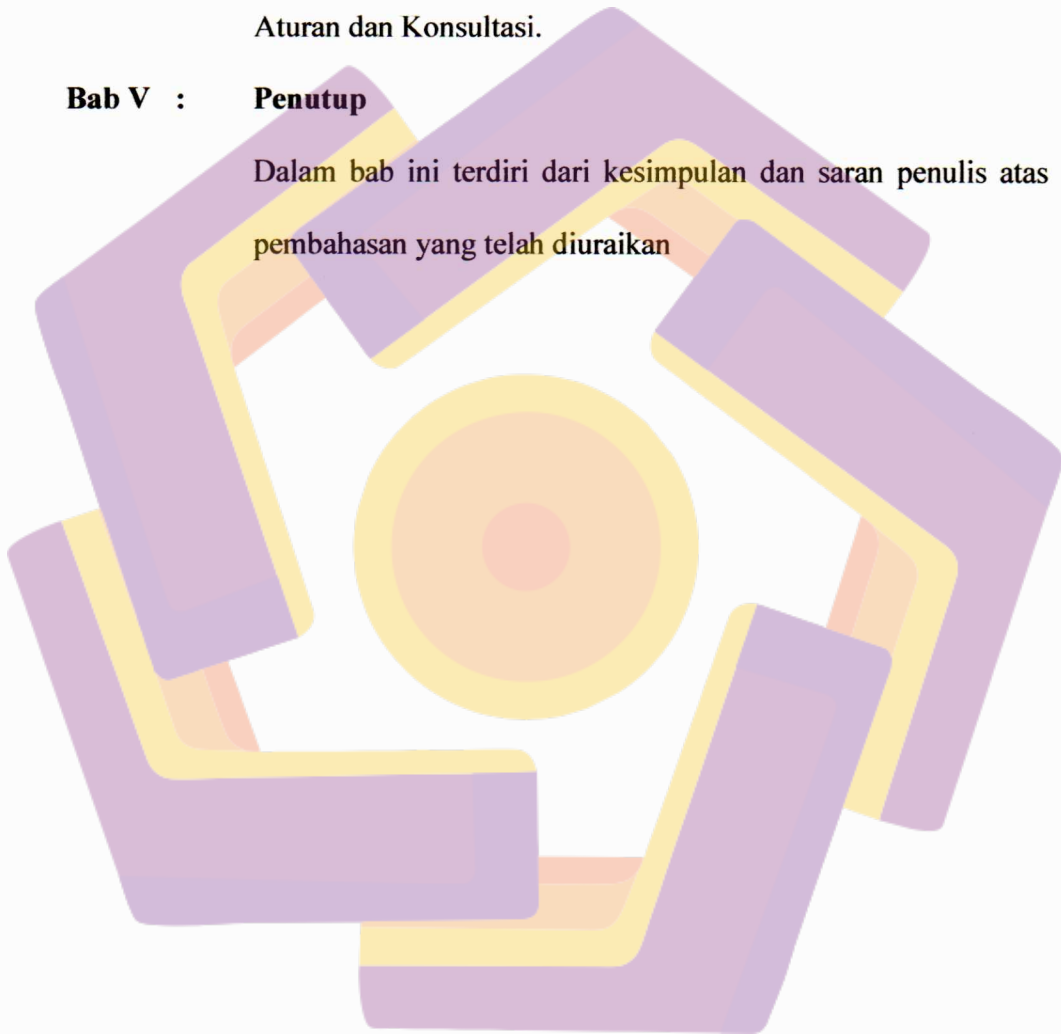 Aturan dan Konsultasi.
Bab V : Penutup
Dalam bab ini terdiri dari kesimpulan dan saran penulis atas
pembahasan yang telah diuraikan